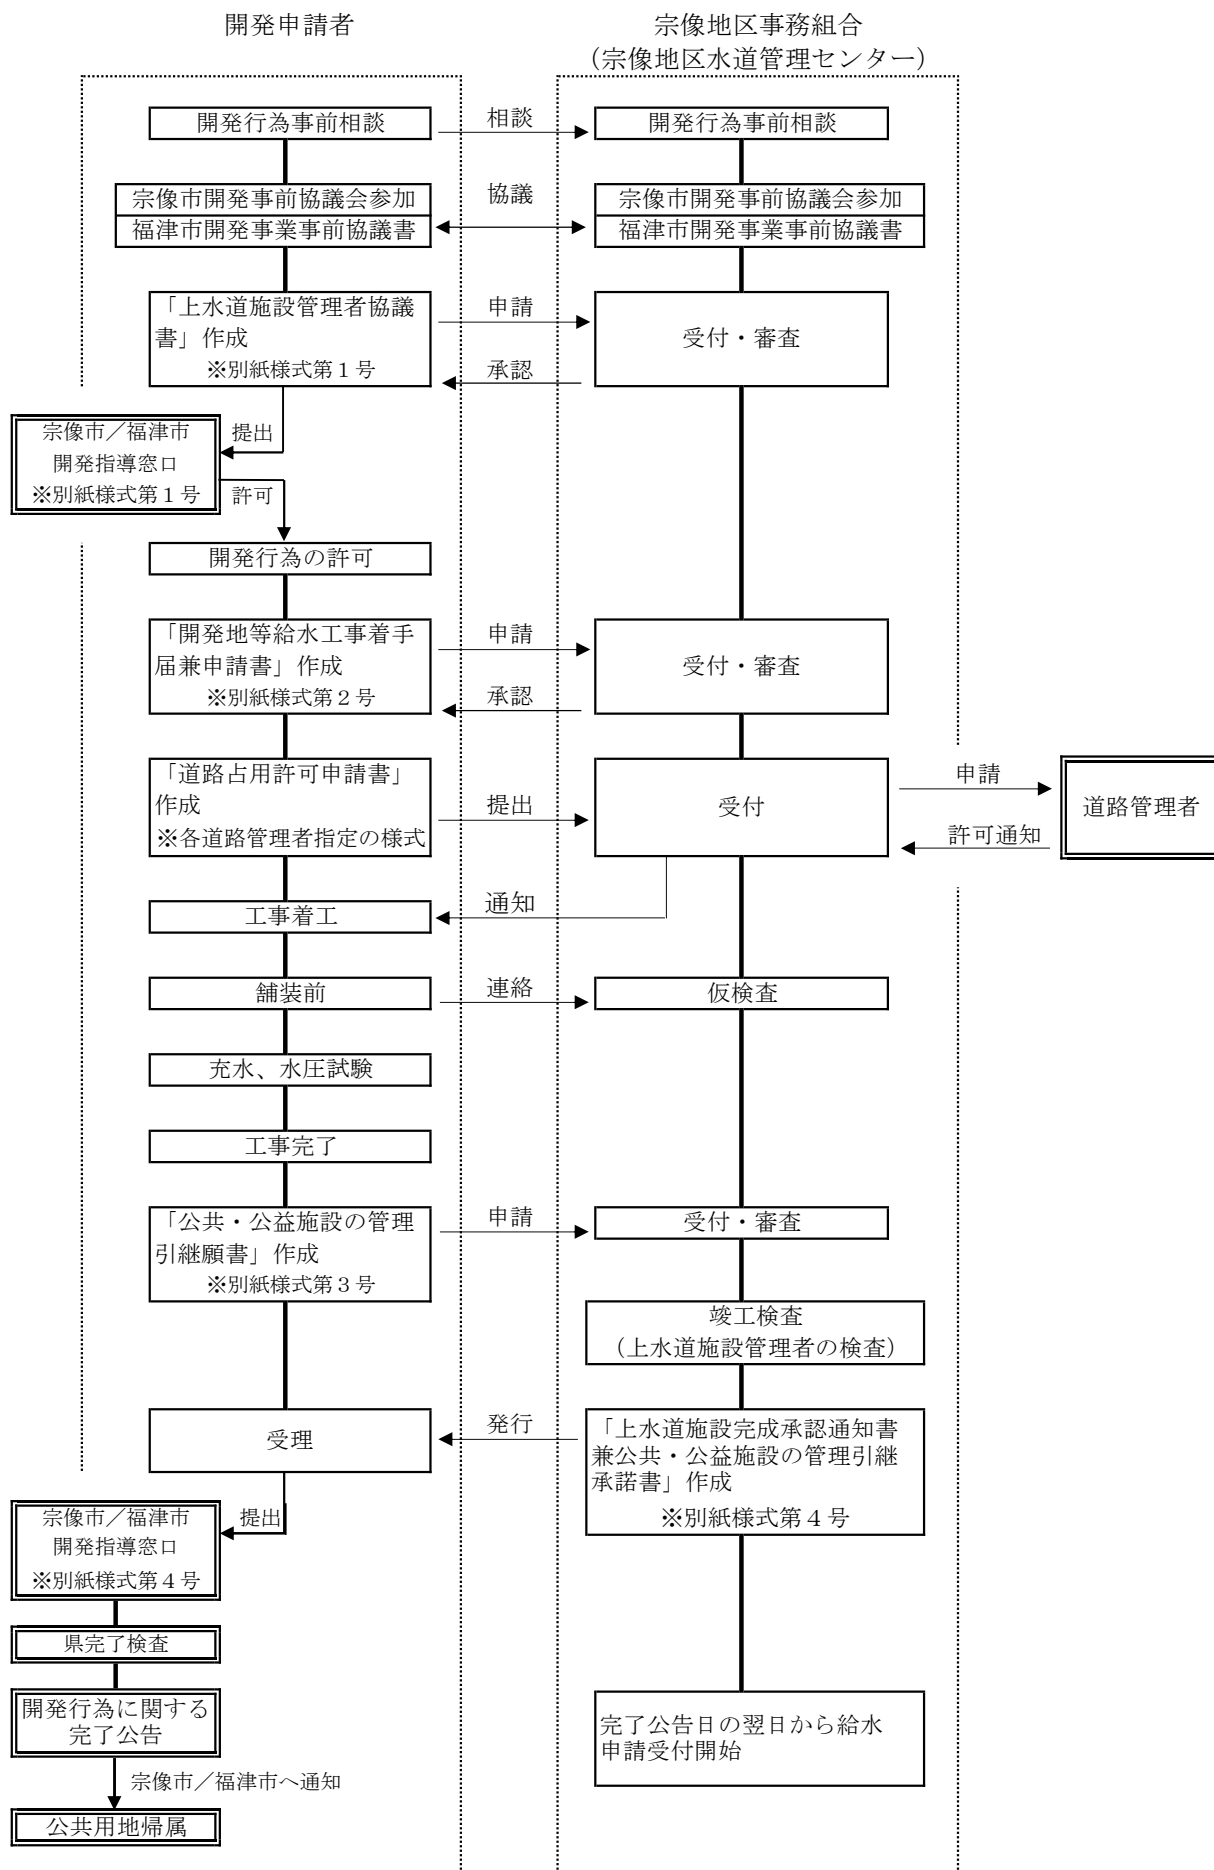 開発申請者
宗像地区事務組合
（宗像地区水道管理センター）
開発行為事前相談
相談
開発行為事前相談
宗像市開発事前協議会参加
福津市開発事業事前協議書
協議
宗像市開発事前協議会参加
福津市開発事業事前協議書
「上水道施設管理者協議
書」作成
※別紙様式第１号
申請
承認
受付・審査
宗像市／福津市
開発指導窓口
※別紙様式第１号
提出
許可
開発行為の許可
「開発地等給水工事着手
届兼申請書」作成
※別紙様式第２号
申請
承認
受付・審査
「道路占用許可申請書」
作成
※各道路管理者指定の様式
提出
受付
申請
許可通知
道路管理者
工事着工
通知
舗装前
連絡
仮検査
充水、水圧試験
工事完了
「公共・公益施設の管理
引継願書」作成
※別紙様式第３号
申請
受付・審査
竣工検査
（上水道施設管理者の検査）
受理
発行
「上水道施設完成承認通知書
兼公共・公益施設の管理引継
承諾書」作成
※別紙様式第４号
宗像市／福津市
開発指導窓口
※別紙様式第４号
提出
県完了検査
開発行為に関する
完了公告
宗像市／福津市へ通知
公共用地帰属
完了公告日の翌日から給水
申請受付開始